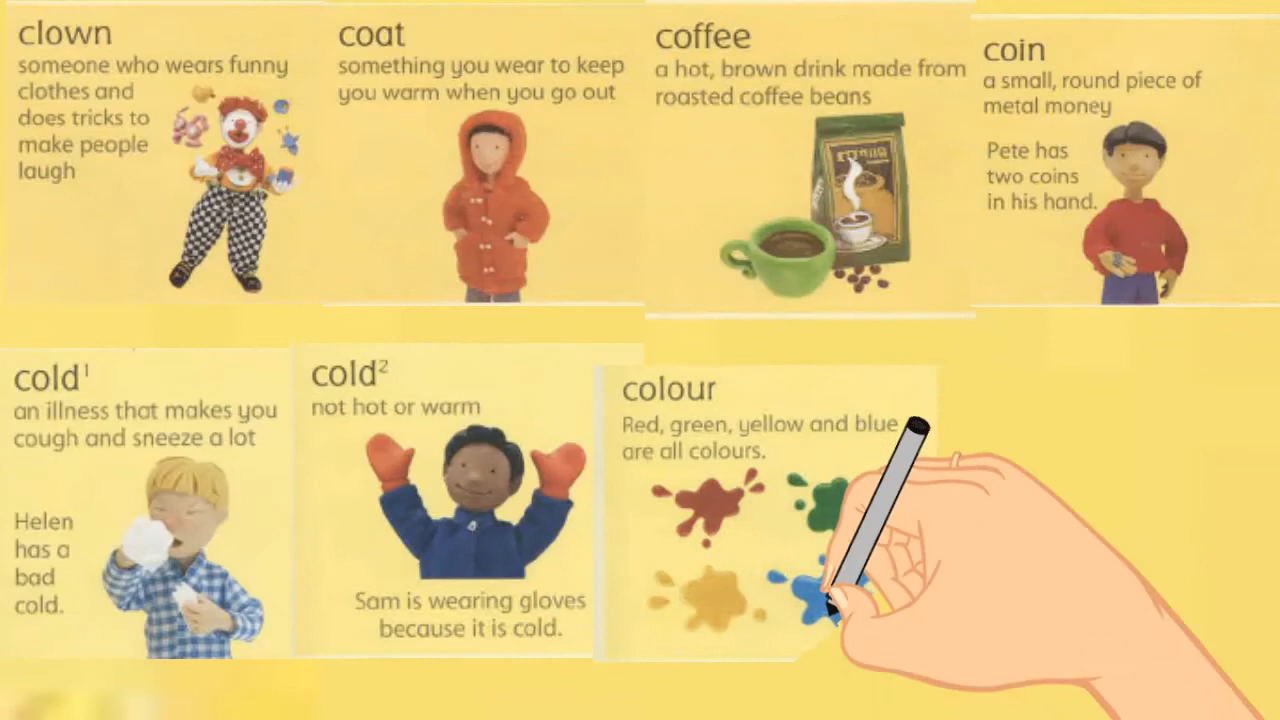 clown
someone who wears funny
clothes and
does tricks to
make people
laugh
coat
something you wear to keep
you warm when you go out
coffee
a hot, brown drink made from
roasted coffee beans
coin
a small, round piece of
metal money
Pete has
two coins
in his hand.
cold¹
an illness that makes you
cough and sneeze a lot
Helen
has a
bad
cold.
cold²
not hot or warm
Sam is wearing gloves
because it is cold.
colour
Red, green, yellow and blue
are all colours.